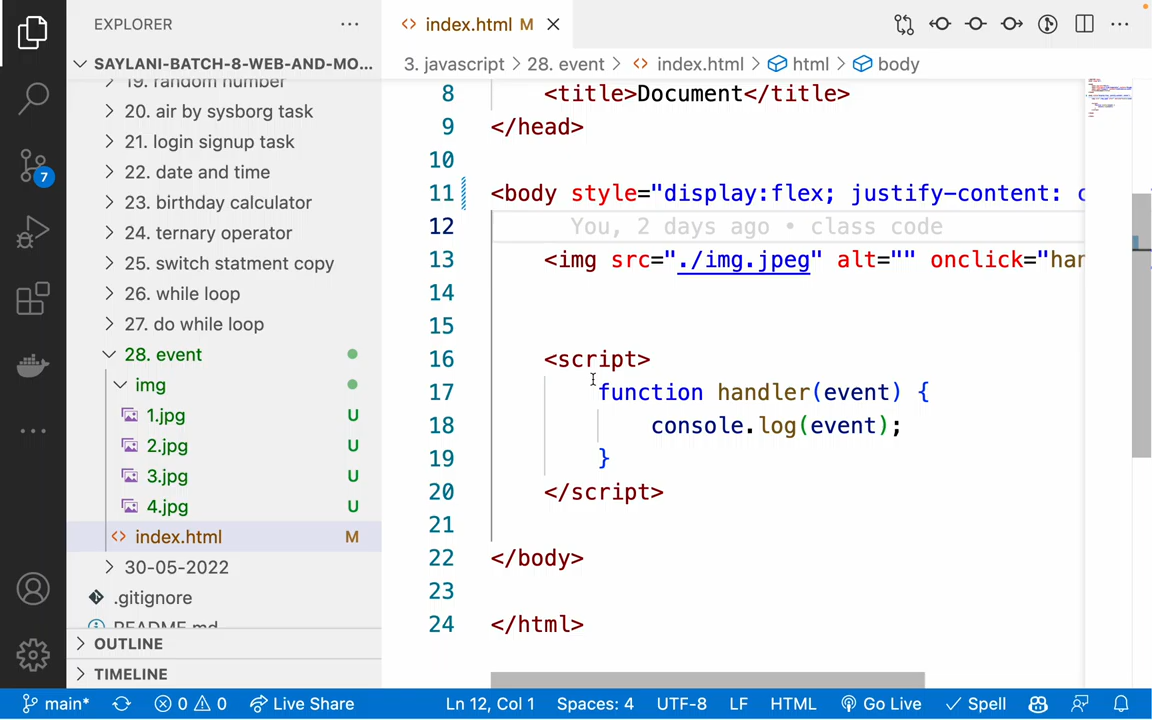 EXPLORER
index.html M
SAYLANI-BATCH-8-WEB-AND-MO...
3. javascript > 28. event > index.html > html > body
19. random number
20. air by sysborg task
21. login signup task
22. date and time
23. birthday calculator
24. ternary operator
25. switch statment copy
26. while loop
27. do while loop
28. event
img
1.jpg U
2.jpg U
3.jpg U
4.jpg U
index.html M
30-05-2022
.gitignore
README.md
OUTLINE
TIMELINE
7
8 <title>Document</title>
9 </head>
10
11 <body style="display:flex; justify-content: c
12 You, 2 days ago • class code
13 <img src="./img.jpeg" alt="" onclick="han
14
15
16 <script>
17 function handler(event) {
18 console.log(event);
19 }
20 </script>
21
22 </body>
23
24 </html>
main* 0 0 Live Share Ln 12, Col 1 Spaces: 4 UTF-8 LF HTML Go Live Spell